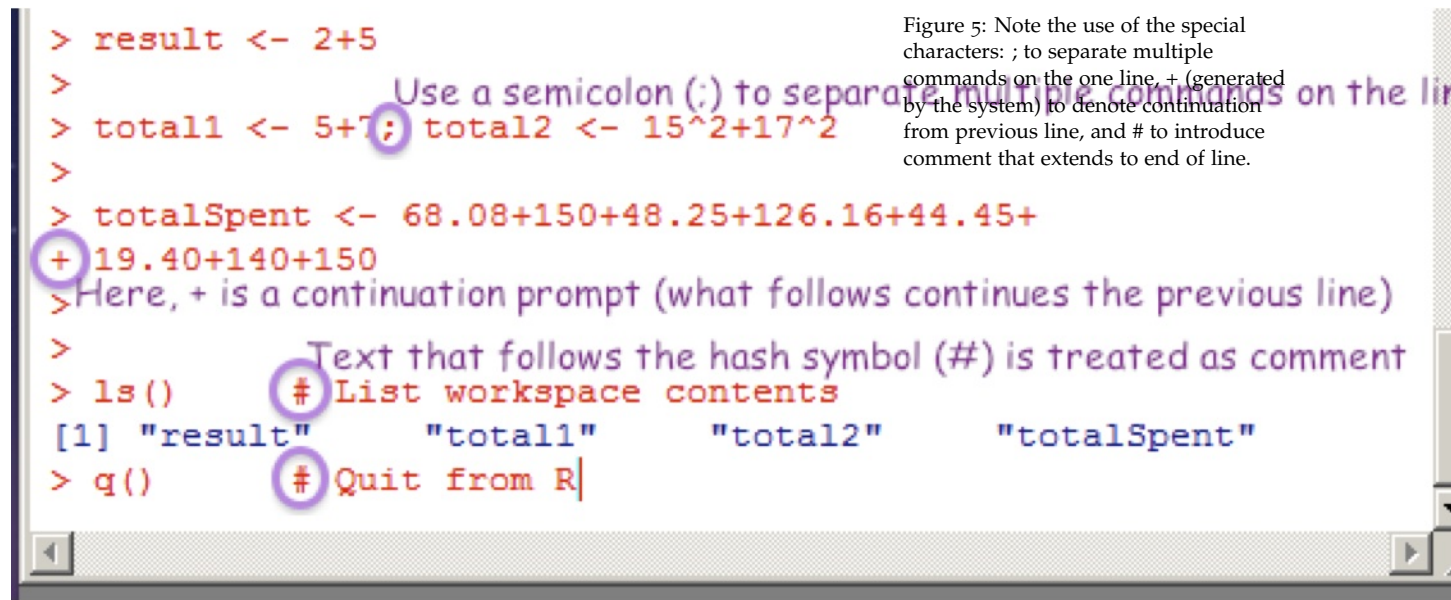 > result <- 2+5
>
Use a semicolon (;) to separate multiple commands on the
> total1 <- 5+7; total2 <- 15^2+17^2
>
> totalSpent <- 68.08+150+48.25+126.16+44.45+
+ 19.40+140+150
>
Here, + is a continuation prompt (what follows continues the previous line)
>
Text that follows the hash symbol (#) is treated as comment
> ls() # List workspace contents
[1] "result" "total1" "total2" "totalSpent"
> q() # Quit from R
Figure 5: Note the use of the special
characters: ; to separate multiple
commands on the one line, + (generated
by the system) to denote continuation
from previous line, and # to introduce
comment that extends to end of line.